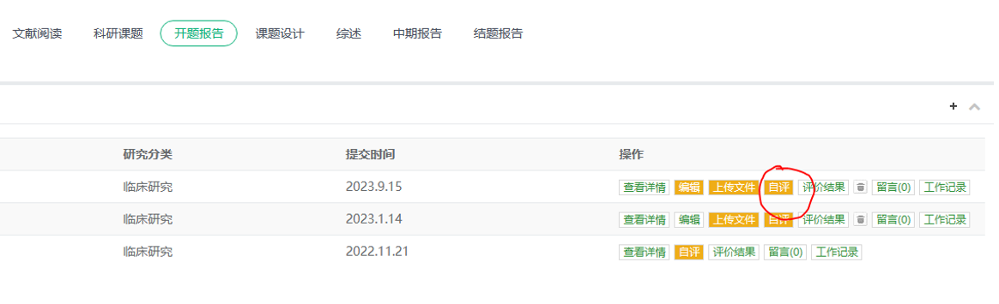 文献阅读 科研课题 开题报告 课题设计 综述 中期报告 结题报告
+
研究分类 提交时间 操作
临床研究 2023.9.15 查看详情 编辑 上传文件 自评 评价结果 留言(0) 工作记录
临床研究 2023.1.14 查看详情 编辑 上传文件 自评 评价结果 留言(0) 工作记录
临床研究 2022.11.21 查看详情 自评 评价结果 留言(0) 工作记录